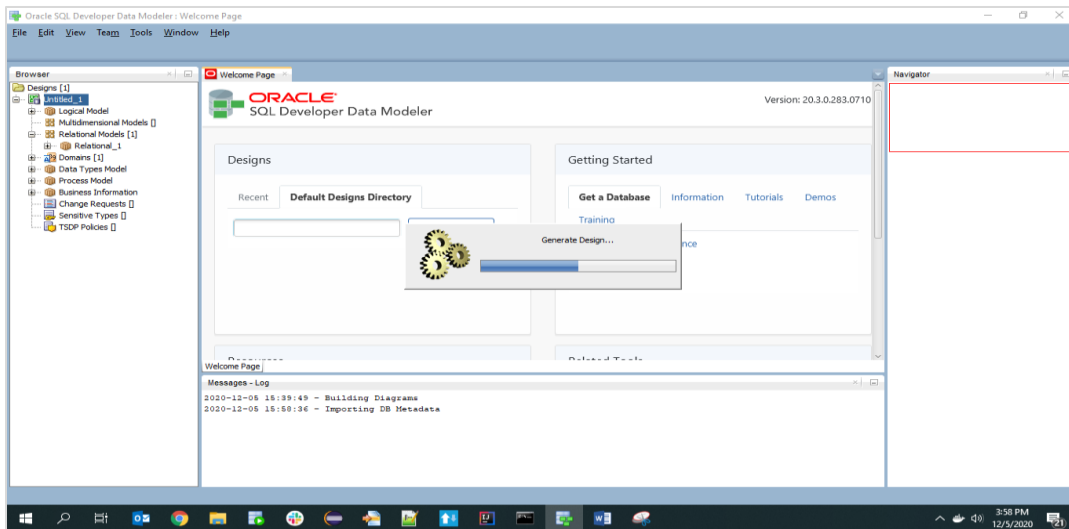 Oracle SQL Developer Data Modeler : Welcome Page
File Edit View Team Tools Window Help
Browser
Designs [1]
Untitled_1
Logical Model
Multidimensional Models []
Relational Models [1]
Relational_1
Domains [1]
Data Types Model
Process Model
Business Information
Change Requests []
Sensitive Types []
TSDP Policies []
Welcome Page
ORACLE
SQL Developer Data Modeler
Version: 20.3.0.283.0710
Designs
Recent Default Designs Directory
Getting Started
Get a Database Information Tutorials Demos
Training
nce
Generate Design...
Resources
Related Tools
Welcome Page
Messages - Log
2020-12-05 15:39:49 - Building Diagrams
2020-12-05 15:58:36 - Importing DB Metadata
Navigator
3:58 PM
12/5/2020
21